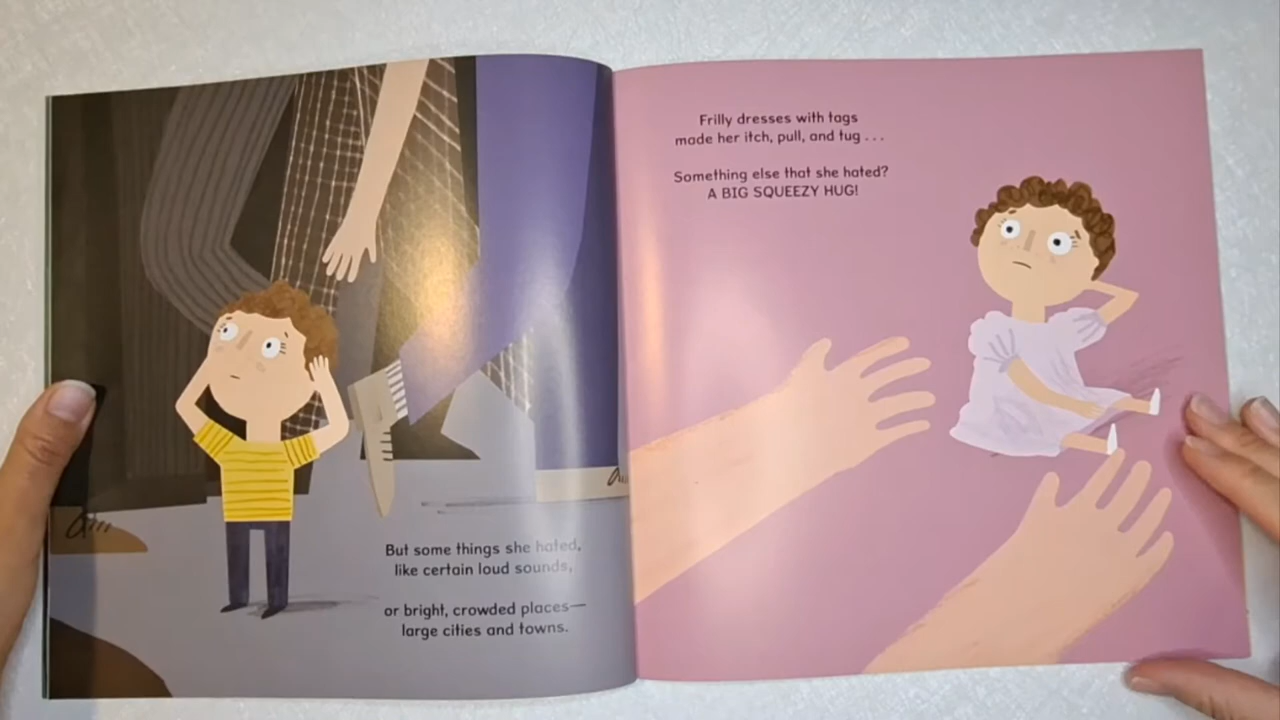 But some things she hated,
like certain loud sounds,
or bright, crowded places—
large cities and towns.
Frilly dresses with tags
made her itch, pull, and tug . . .
Something else that she hated?
A BIG SQUEEZY HUG!